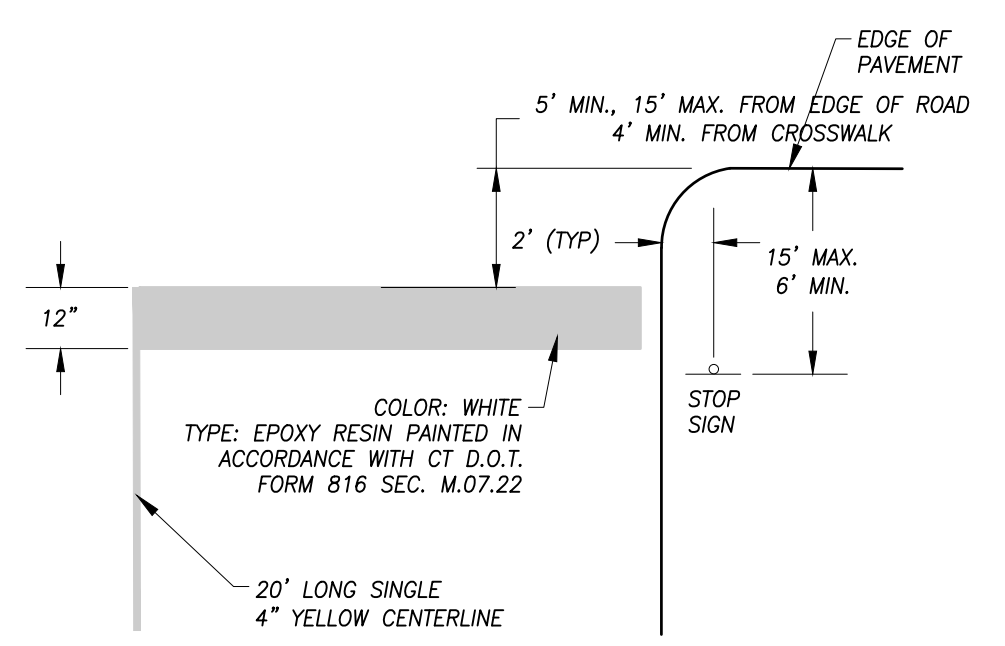 EDGE OF
PAVEMENT
5’ MIN., 15’ MAX. FROM EDGE OF ROAD
4’ MIN. FROM CROSSWALK
2’ (TYP)
15’ MAX.
6’ MIN.
12”
STOP
SIGN
COLOR: WHITE
TYPE: EPOXY RESIN PAINTED IN
ACCORDANCE WITH CT D.O.T.
FORM 816 SEC. M.07.22
20’ LONG SINGLE
4” YELLOW CENTERLINE